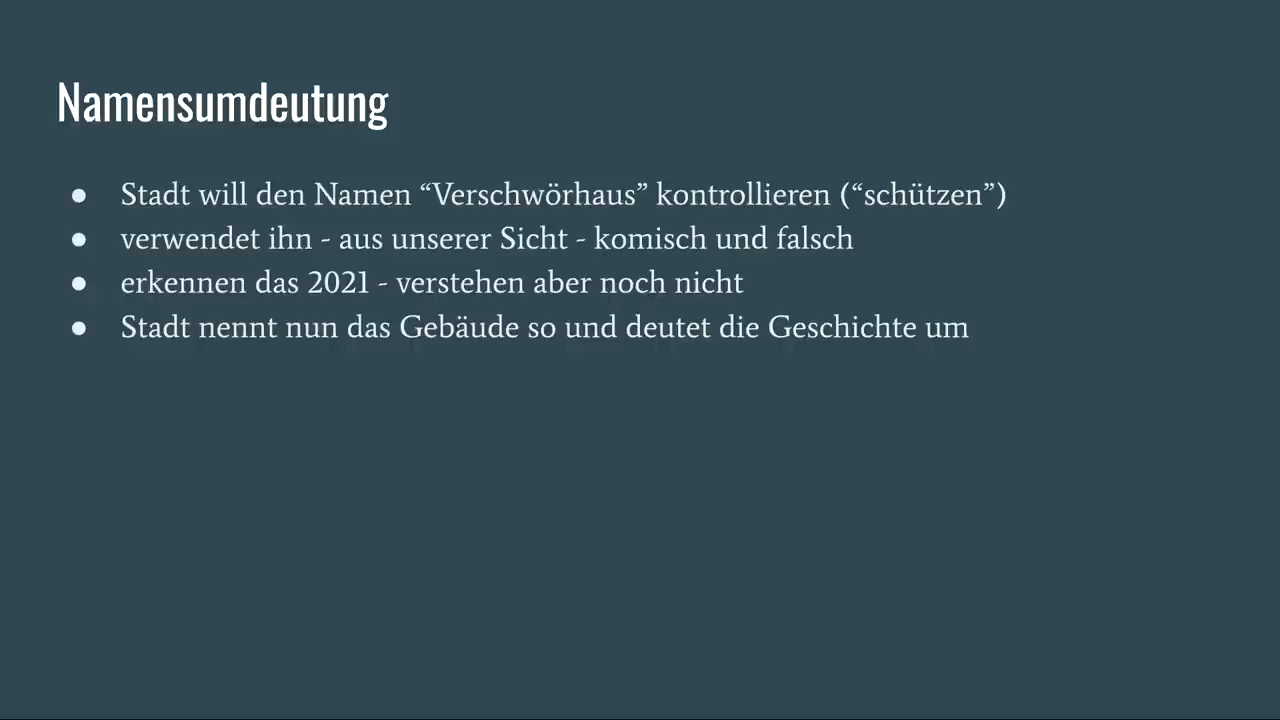 Namensumdeutung
● Stadt will den Namen “Verschwörhaus” kontrollieren (“schützen”)
● verwendet ihn - aus unserer Sicht - komisch und falsch
● erkennen das 2021 - verstehen aber noch nicht
● Stadt nennt nun das Gebäude so und deutet die Geschichte um